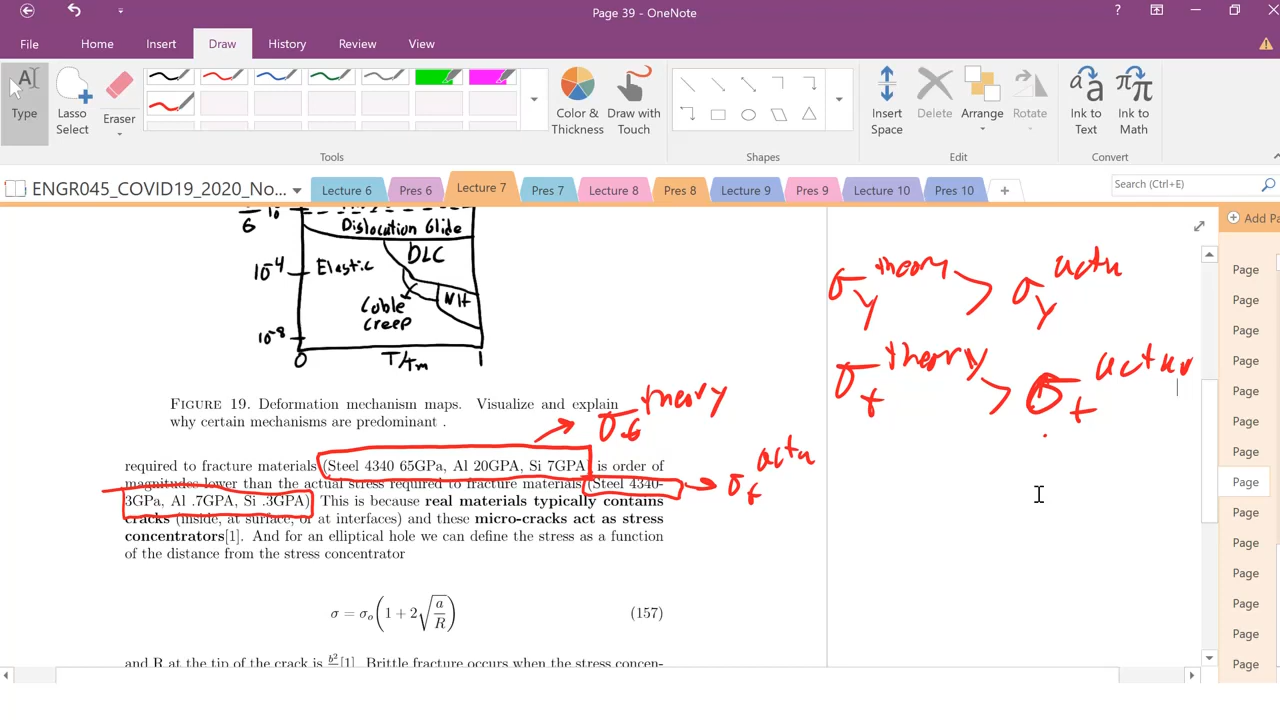 Page 39 - OneNote
File Home Insert Draw History Review View
Type
Lasso Select
Eraser
Color & Thickness
Draw with Touch
Insert Space
Delete
Arrange
Rotate
Ink to Text
Ink to Math
Tools
Shapes
Edit
Convert
ENGR045_COVID19_2020_No...
Lecture 6 Pres 6 Lecture 7 Pres 7 Lecture 8 Pres 8 Lecture 9 Pres 9 Lecture 10 Pres 10
Search (Ctrl+E)
Add Pa
Dislocation Glide
DLC
10⁻⁴ Elastic
NH
Coble
creep
10⁻⁸
0 T/Tm 1
σy theory > σy actu
σf theory > σf actu
FIGURE 19. Deformation mechanism maps. Visualize and explain
why certain mechanisms are predominant .
σf theory
required to fracture materials (Steel 4340 65GPa, Al 20GPA, Si 7GPA) is order of
magnitudes lower than the actual stress required to fracture materials (Steel 4340-
σf actu
3GPa, Al .7GPA, Si .3GPA) This is because real materials typically contains
cracks (inside, at surface, or at interfaces) and these micro-cracks act as stress
concentrators[1]. And for an elliptical hole we can define the stress as a function
of the distance from the stress concentrator
σ = σo(1 + 2√(a/R)) (157)
and R at the tip of the crack is b²/ [1]. Brittle fracture occurs when the stress concen-
Page
Page
Page
Page
Page
Page
Page
Page
Page
Page
Page
Page
Page
Page